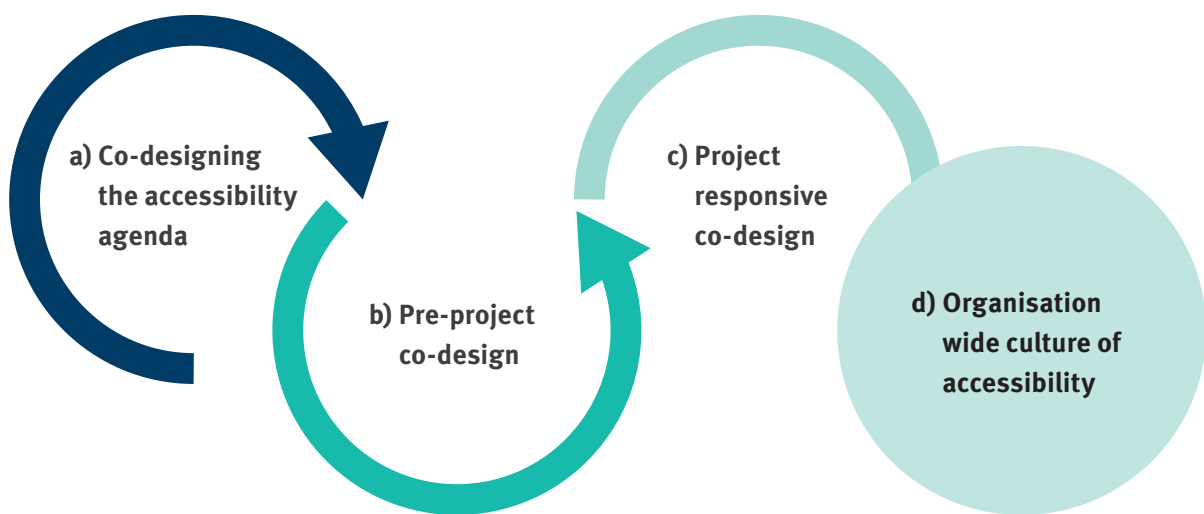 a) Co-designing
the accessibility
agenda
b) Pre-project
co-design
c) Project
responsive
co-design
d) Organisation
wide culture of
accessibility